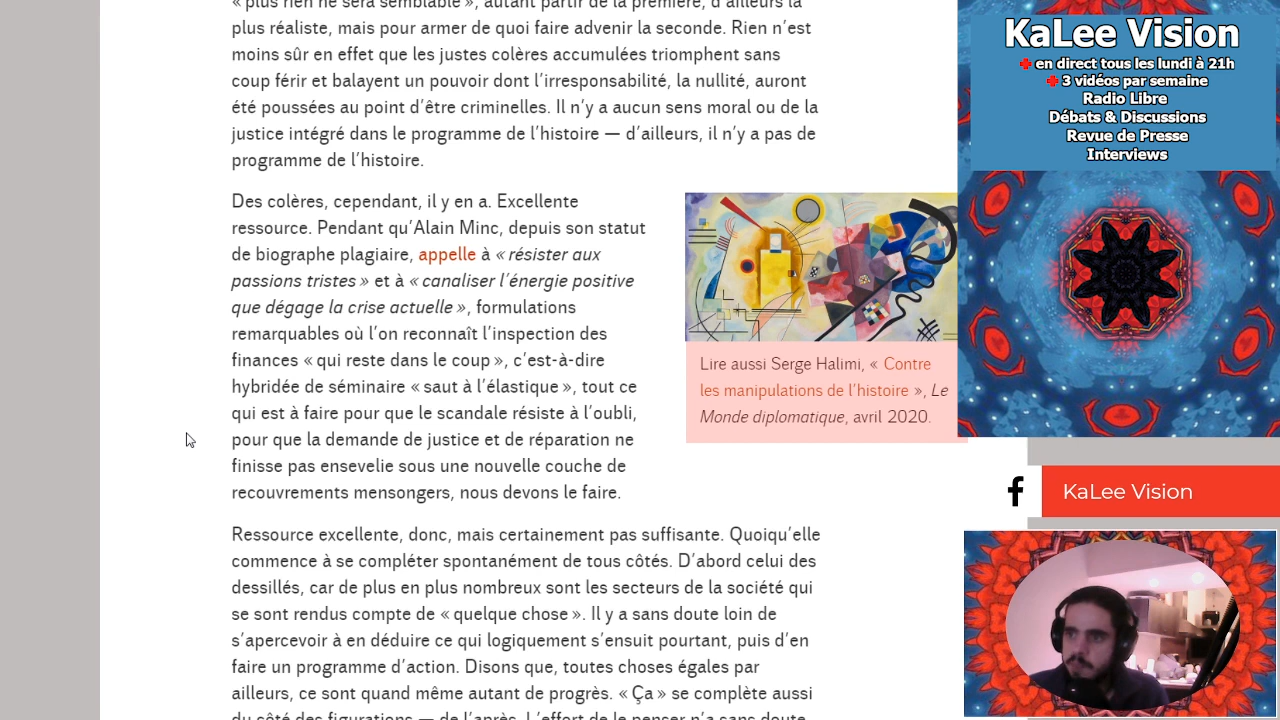 « plus rien ne sera semblable », autant partir de la première, d'ailleurs la
plus réaliste, mais pour armer de quoi faire advenir la seconde. Rien n'est
moins sûr en effet que les justes colères accumulées triomphent sans
coup férir et balayent un pouvoir dont l'irresponsabilité, la nullité, auront
été poussées au point d'être criminelles. Il n'y a aucun sens moral ou de la
justice intégré dans le programme de l'histoire — d'ailleurs, il n'y a pas de
programme de l'histoire.
Des colères, cependant, il y en a. Excellente
ressource. Pendant qu'Alain Minc, depuis son statut
de biographe plagiaire, appelle à « résister aux
passions tristes » et à « canaliser l'énergie positive
que dégage la crise actuelle », formulations
remarquables où l'on reconnaît l'inspection des
finances « qui reste dans le coup », c'est-à-dire
hybridée de séminaire « saut à l'élastique », tout ce
qui est à faire pour que le scandale résiste à l'oubli,
pour que la demande de justice et de réparation ne
finisse pas ensevelie sous une nouvelle couche de
recouvrements mensongers, nous devons le faire.
Lire aussi Serge Halimi, « Contre
les manipulations de l'histoire », Le
Monde diplomatique, avril 2020.
Ressource excellente, donc, mais certainement pas suffisante. Quoiqu'elle
commence à se compléter spontanément de tous côtés. D'abord celui des
dessillés, car de plus en plus nombreux sont les secteurs de la société qui
se sont rendus compte de « quelque chose ». Il y a sans doute loin de
s'apercevoir à en déduire ce qui logiquement s'ensuit pourtant, puis d'en
faire un programme d'action. Disons que, toutes choses égales par
ailleurs, ce sont quand même autant de progrès. « Ça » se complète aussi
du côté des figurations — de l'après. L'effort de le penser n'a sans doute
KaLee Vision
en direct tous les lundi à 21h
3 vidéos par semaine
Radio Libre
Débats & Discussions
Revue de Presse
Interviews
f KaLee Vision